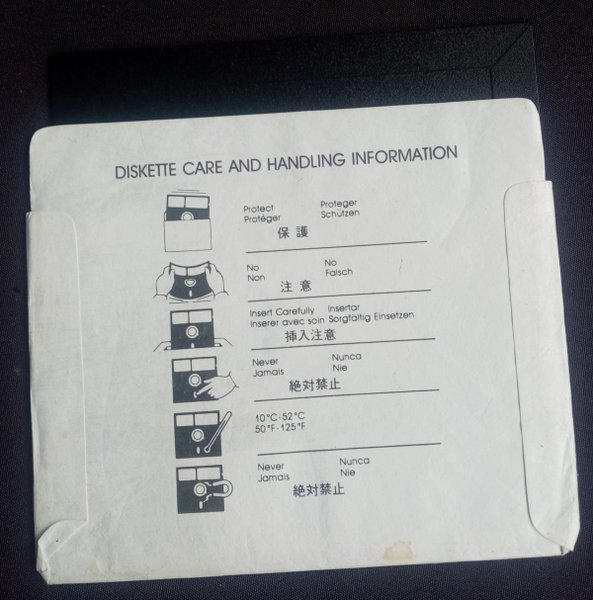 DISKETTE CARE AND HANDLING INFORMATION
Protect Proteger
Protéger Schützen
保護
No No
Non Falsch
注意
Insert Carefully Insertar
Inserer avec soin Sorgfältig Einsetzen
挿入注意
Never Nunca
Jamais Nie
絶対禁止
10°C-52°C
50°F-125°F
Never Nunca
Jamais Nie
絶対禁止